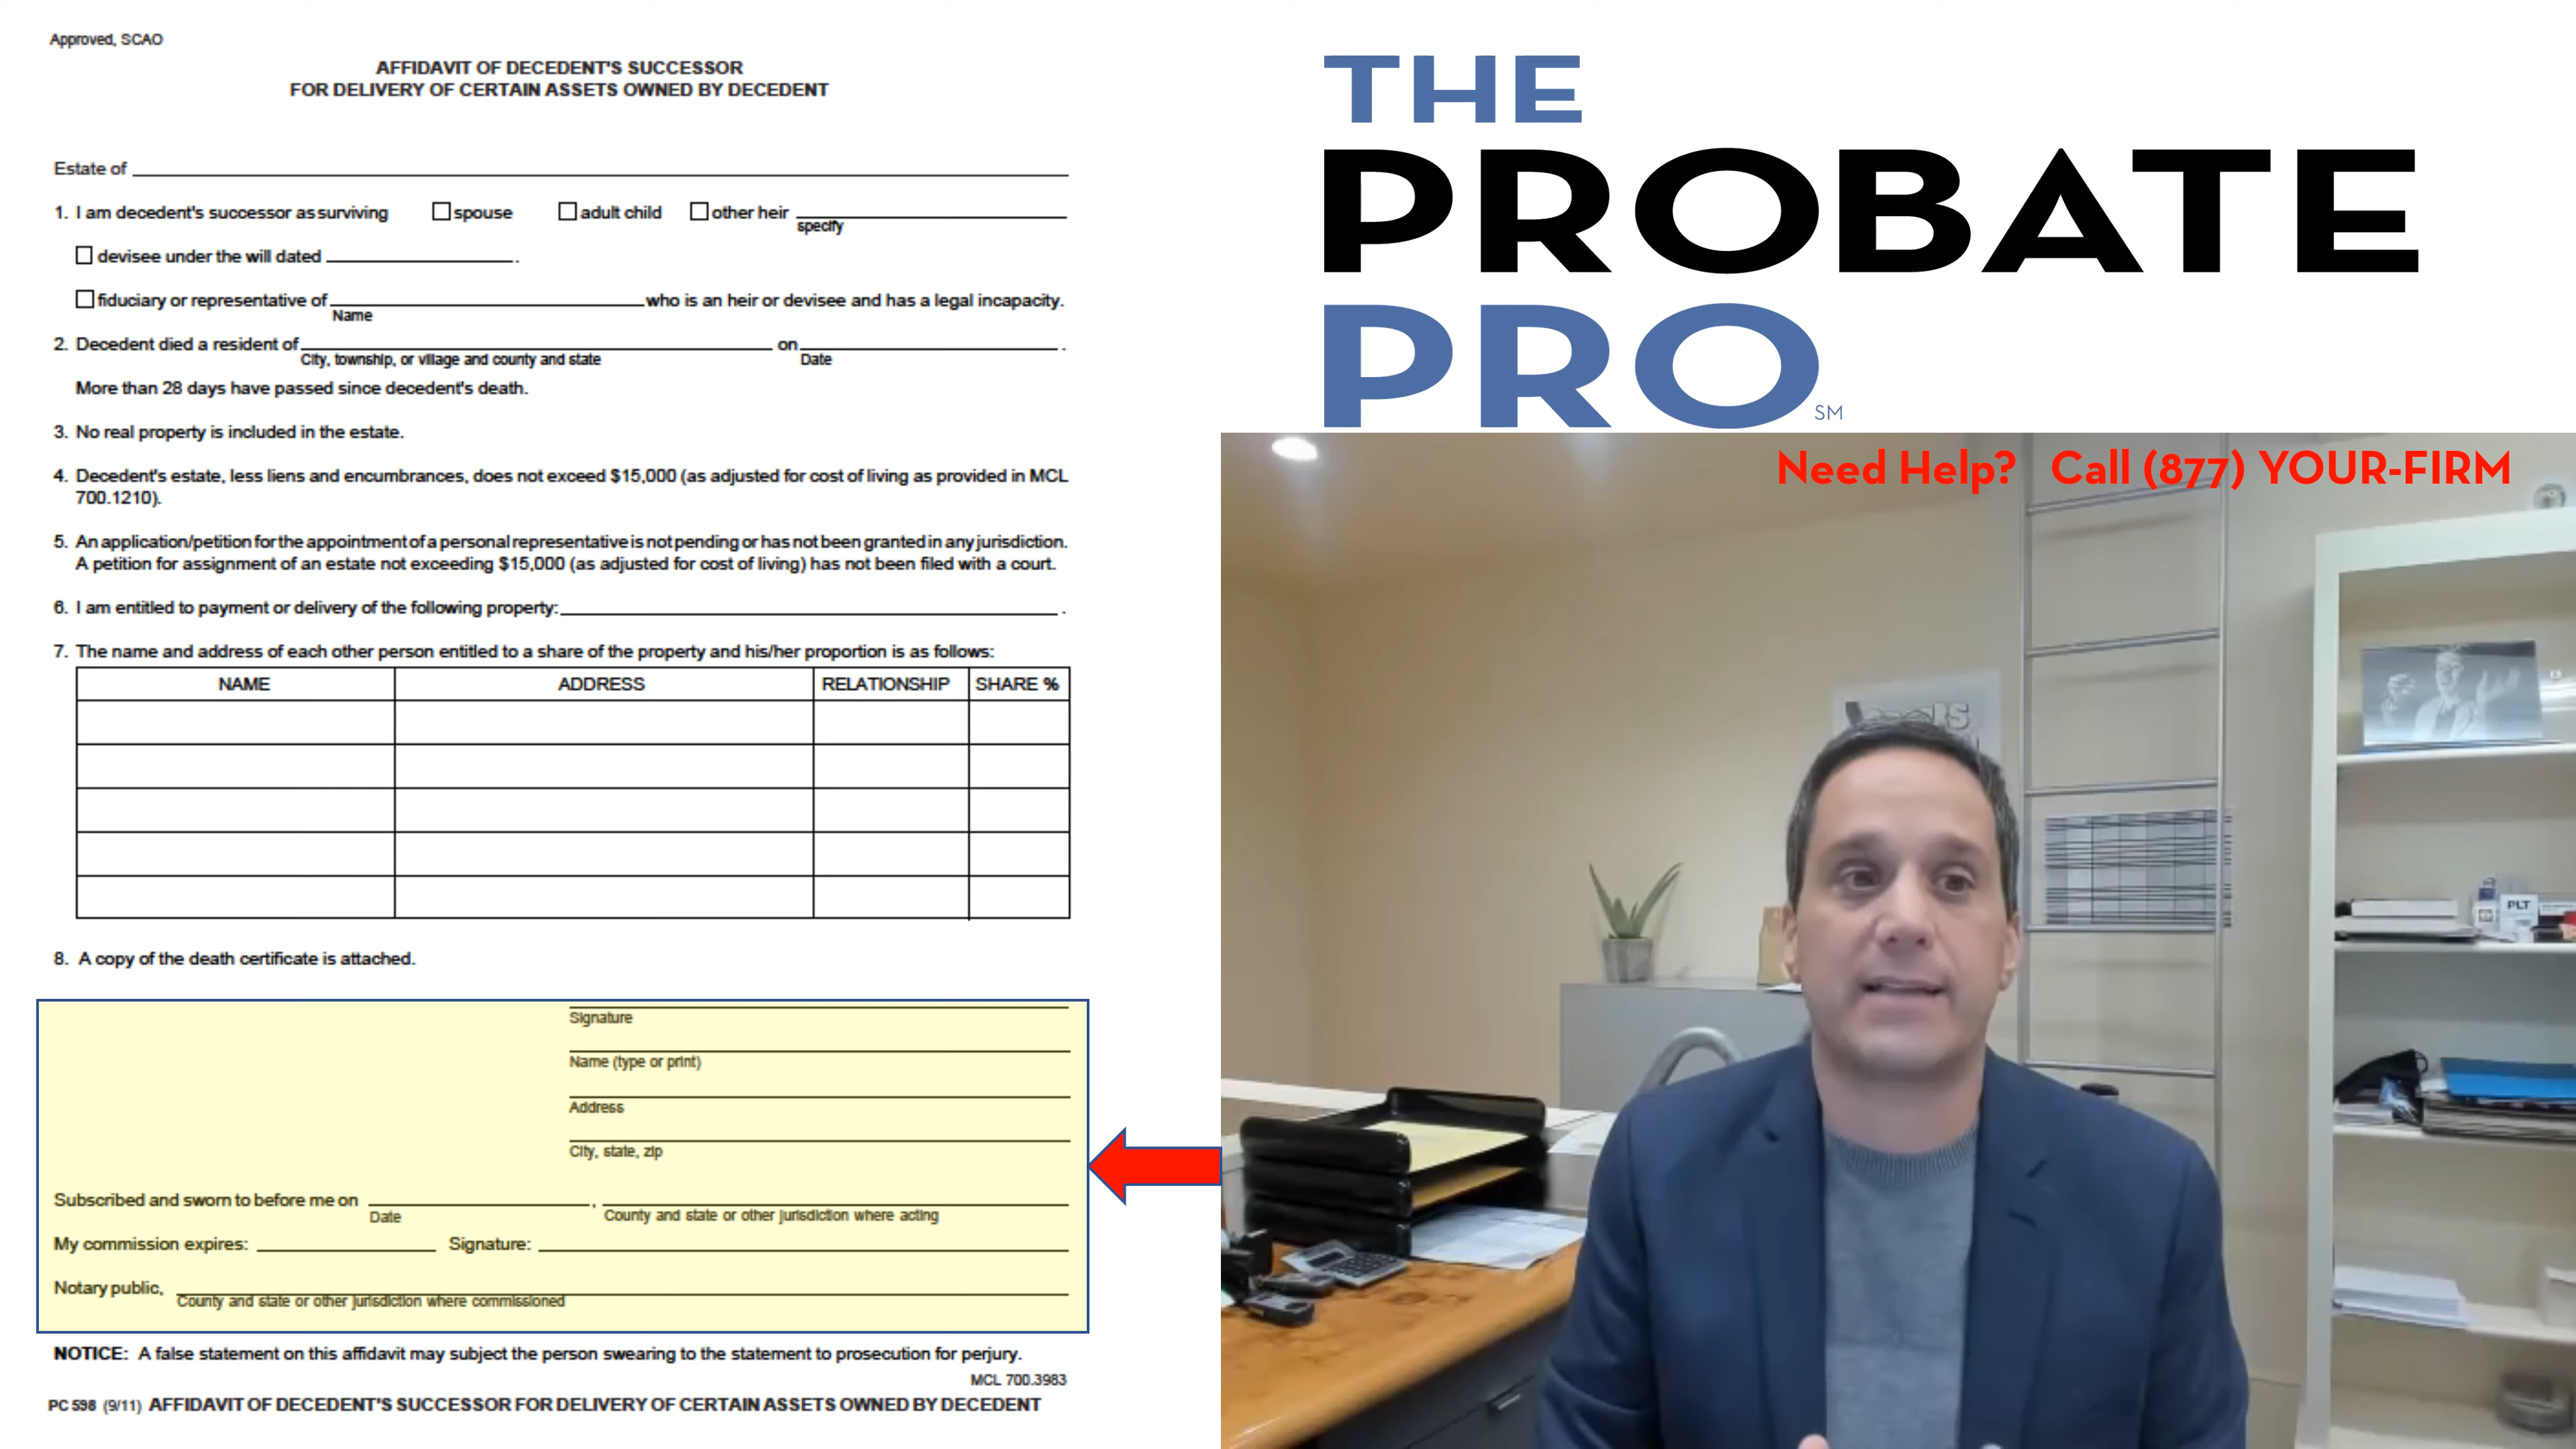 Approved, SCAO
AFFIDAVIT OF DECEDENT'S SUCCESSOR
FOR DELIVERY OF CERTAIN ASSETS OWNED BY DECEDENT
Estate of
1. I am decedent's successor as surviving spouse adult child other heir
specify
devisee under the will dated .
fiduciary or representative of who is an heir or devisee and has a legal incapacity.
Name
2. Decedent died a resident of on .
City, township, or village and county and state Date
More than 28 days have passed since decedent's death.
3. No real property is included in the estate.
4. Decedent's estate, less liens and encumbrances, does not exceed $15,000 (as adjusted for cost of living as provided in MCL
700.1210).
5. An application/petition for the appointment of a personal representative is not pending or has not been granted in any jurisdiction.
A petition for assignment of an estate not exceeding $15,000 (as adjusted for cost of living) has not been filed with a court.
6. I am entitled to payment or delivery of the following property: .
7. The name and address of each other person entitled to a share of the property and his/her proportion is as follows:
NAME ADDRESS RELATIONSHIP SHARE %
8. A copy of the death certificate is attached.
Signature
Name (type or print)
Address
City, state, zip
Subscribed and sworn to before me on ,
Date County and state or other jurisdiction where acting
My commission expires: Signature:
Notary public,
County and state or other jurisdiction where commissioned
NOTICE: A false statement on this affidavit may subject the person swearing to the statement to prosecution for perjury.
MCL 700.3983
PC 598 (9/11) AFFIDAVIT OF DECEDENT'S SUCCESSOR FOR DELIVERY OF CERTAIN ASSETS OWNED BY DECEDENT
THE
PROBATE
PRO
SM
Need Help? Call (877) YOUR-FIRM
PLT